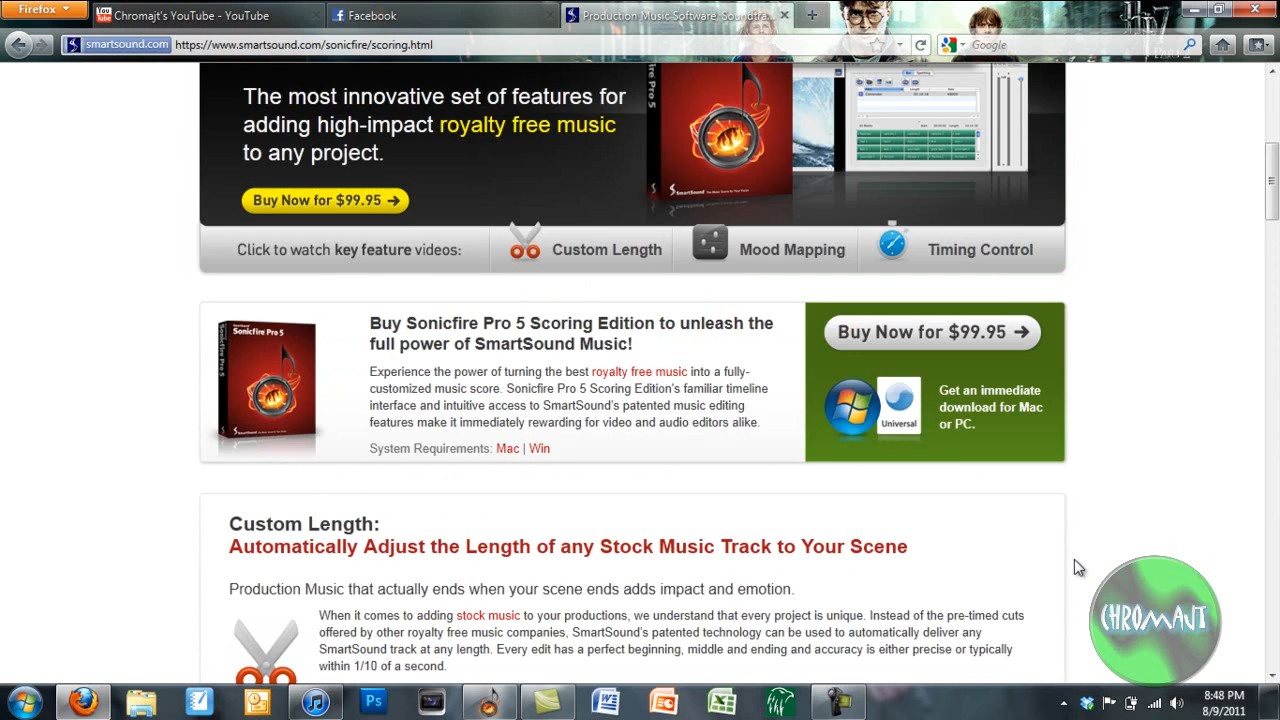 Firefox
Chromajt's YouTube - YouTube
Facebook
Production Music Software, Soundtra...
smartsound.com
https://www.smartsound.com/sonicfire/scoring.html
Google
The most innovative set of features for
adding high-impact royalty free music
to any project.
Buy Now for $99.95
SmartSound
Click to watch key feature videos:
Custom Length
Mood Mapping
Timing Control
Sonicfire Pro 5
Buy Sonicfire Pro 5 Scoring Edition to unleash the
full power of SmartSound Music!
Experience the power of turning the best royalty free music into a fully-
customized music score. Sonicfire Pro 5 Scoring Edition's familiar timeline
interface and intuitive access to SmartSound's patented music editing
features make it immediately rewarding for video and audio editors alike.
System Requirements: Mac | Win
Buy Now for $99.95
Universal
Get an immediate
download for Mac
or PC.
Custom Length:
Automatically Adjust the Length of any Stock Music Track to Your Scene
Production Music that actually ends when your scene ends adds impact and emotion.
When it comes to adding stock music to your productions, we understand that every project is unique. Instead of the pre-timed cuts
offered by other royalty free music companies, SmartSound's patented technology can be used to automatically deliver any
SmartSound track at any length. Every edit has a perfect beginning, middle and ending and accuracy is either precise or typically
within 1/10 of a second.
CHROMAJT
Ps
8:48 PM
8/9/2011